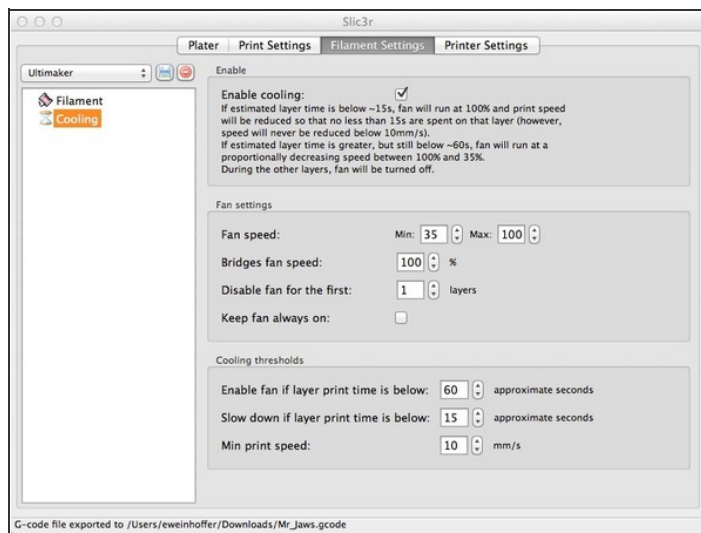 Slic3r
Plater Print Settings Filament Settings Printer Settings
Ultimaker
Filament
Cooling
Enable
Enable cooling:
If estimated layer time is below ~15s, fan will run at 100% and print speed
will be reduced so that no less than 15s are spent on that layer (however,
speed will never be reduced below 10mm/s).
If estimated layer time is greater, but still below ~60s, fan will run at a
proportionally decreasing speed between 100% and 35%.
During the other layers, fan will be turned off.
Fan settings
Fan speed: Min: 35 Max: 100
Bridges fan speed: 100 %
Disable fan for the first: 1 layers
Keep fan always on:
Cooling thresholds
Enable fan if layer print time is below: 60 approximate seconds
Slow down if layer print time is below: 15 approximate seconds
Min print speed: 10 mm/s
G-code file exported to /Users/eweinhoffer/Downloads/Mr_Jaws.gcode